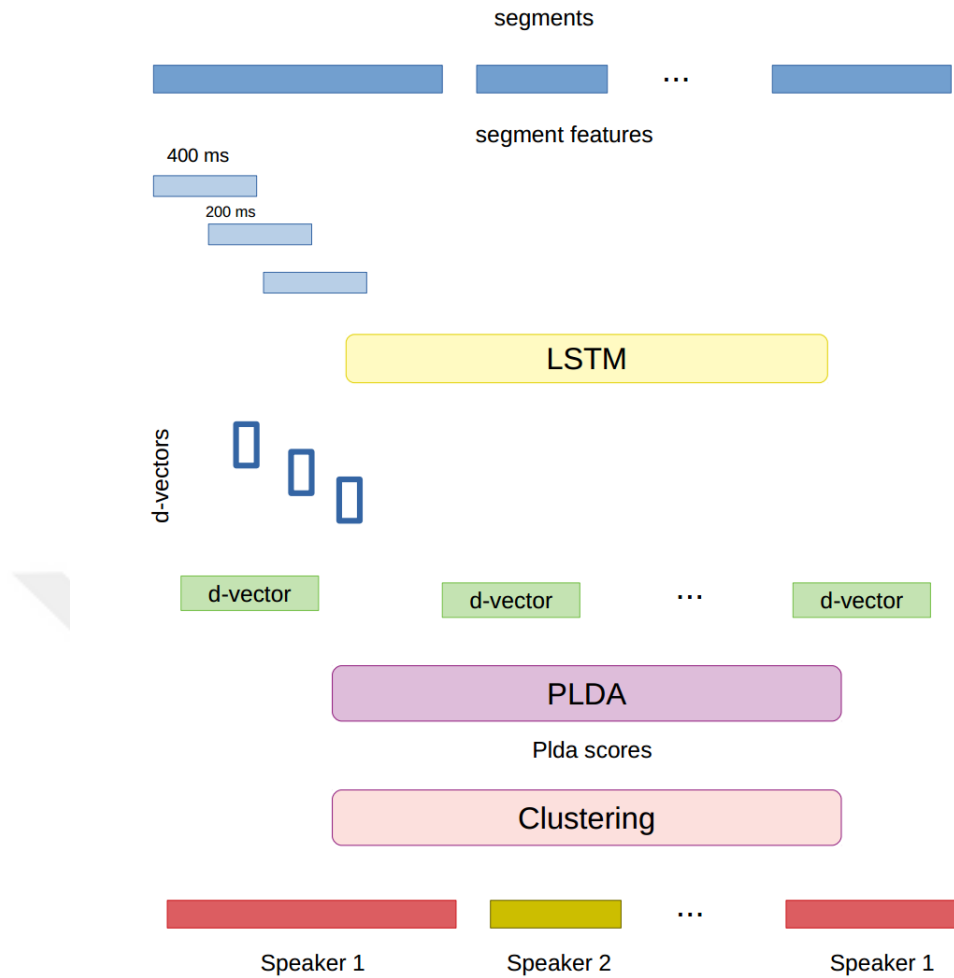 segments
...
segment features
400 ms
200 ms
LSTM
d-vectors
d-vector d-vector ... d-vector
PLDA
Plda scores
Clustering
...
Speaker 1 Speaker 2 Speaker 1